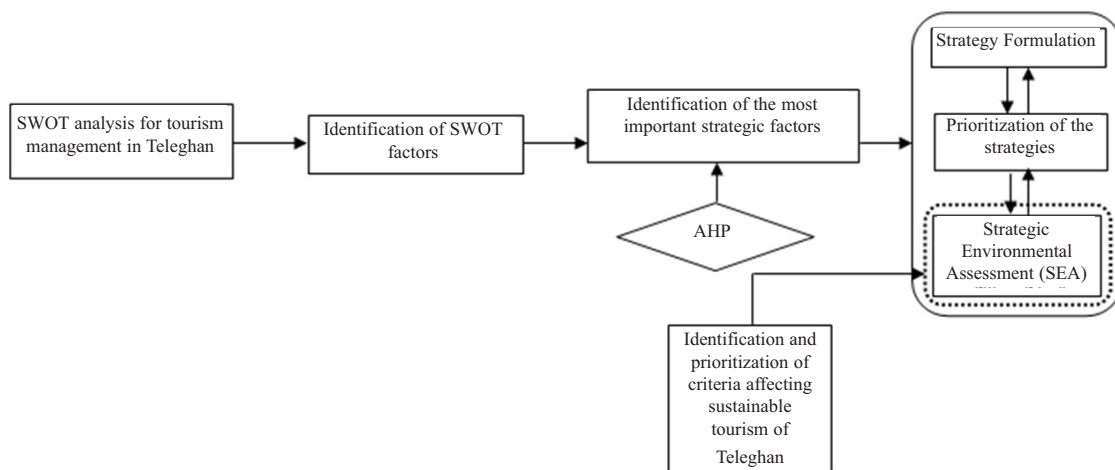 Strategy Formulation
SWOT analysis for tourism
management in Teleghan
Identification of SWOT
factors
Identification of the most
important strategic factors
Prioritization of the
strategies
AHP
Strategic
Environmental
Assessment (SEA)
Identification and
prioritization of
criteria affecting
sustainable
tourism of
Teleghan